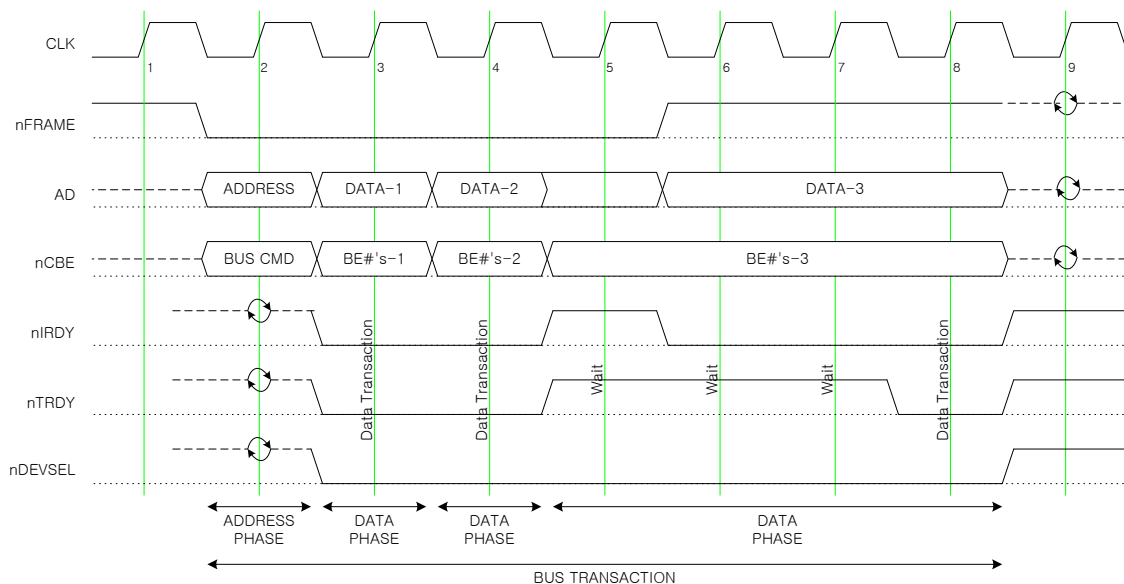 CLK
1 2 3 4 5 6 7 8 9
nFRAME
AD
ADDRESS DATA-1 DATA-2 DATA-3
nCBE
BUS CMD BE#'s-1 BE#'s-2 BE#'s-3
nIRDY
nTRDY
Data Transaction
Data Transaction
Wait
Wait
Wait
Data Transaction
nDEVSEL
ADDRESS
PHASE
DATA
PHASE
DATA
PHASE
DATA
PHASE
BUS TRANSACTION